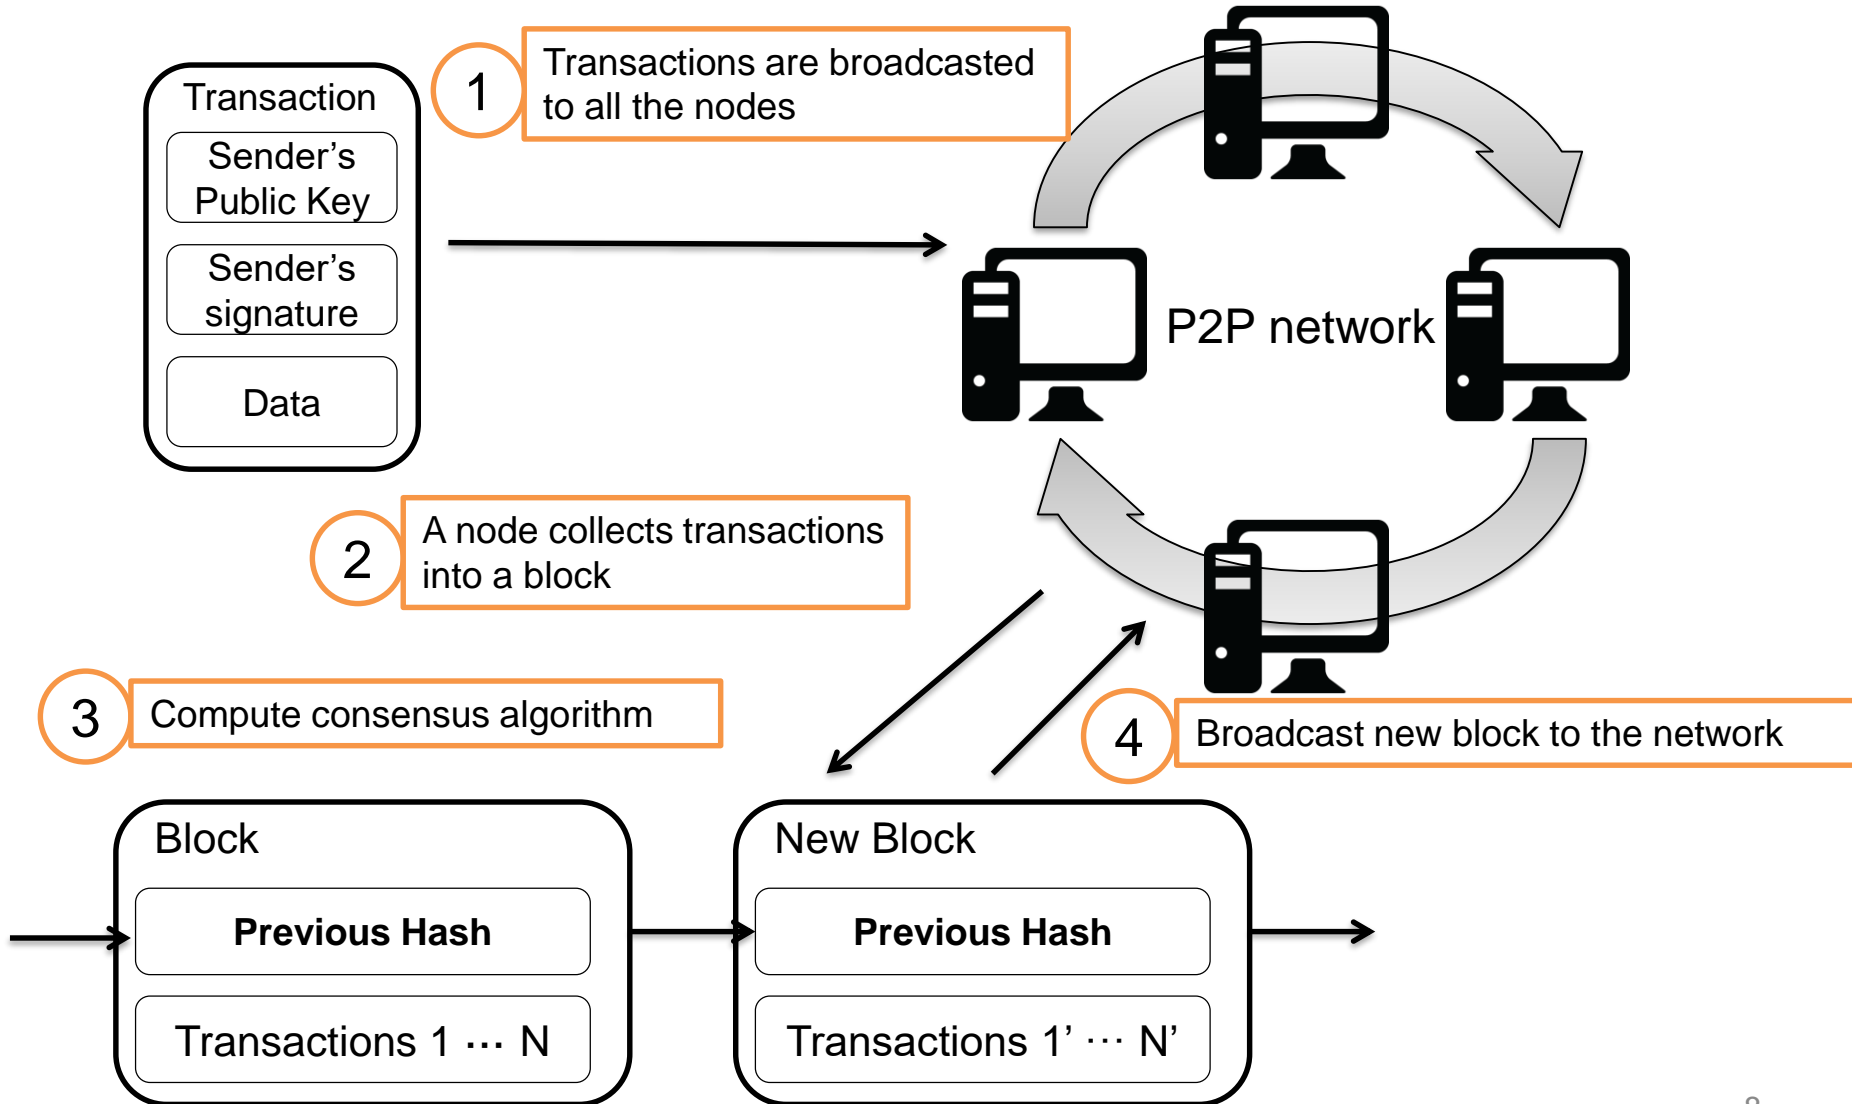 Transaction
Sender’s
Public Key
Sender’s
signature
Data
1
Transactions are broadcasted
to all the nodes
P2P network
2
A node collects transactions
into a block
3
Compute consensus algorithm
4
Broadcast new block to the network
Block
Previous Hash
Transactions 1 ⋯ N
New Block
Previous Hash
Transactions 1’ ⋯ N’